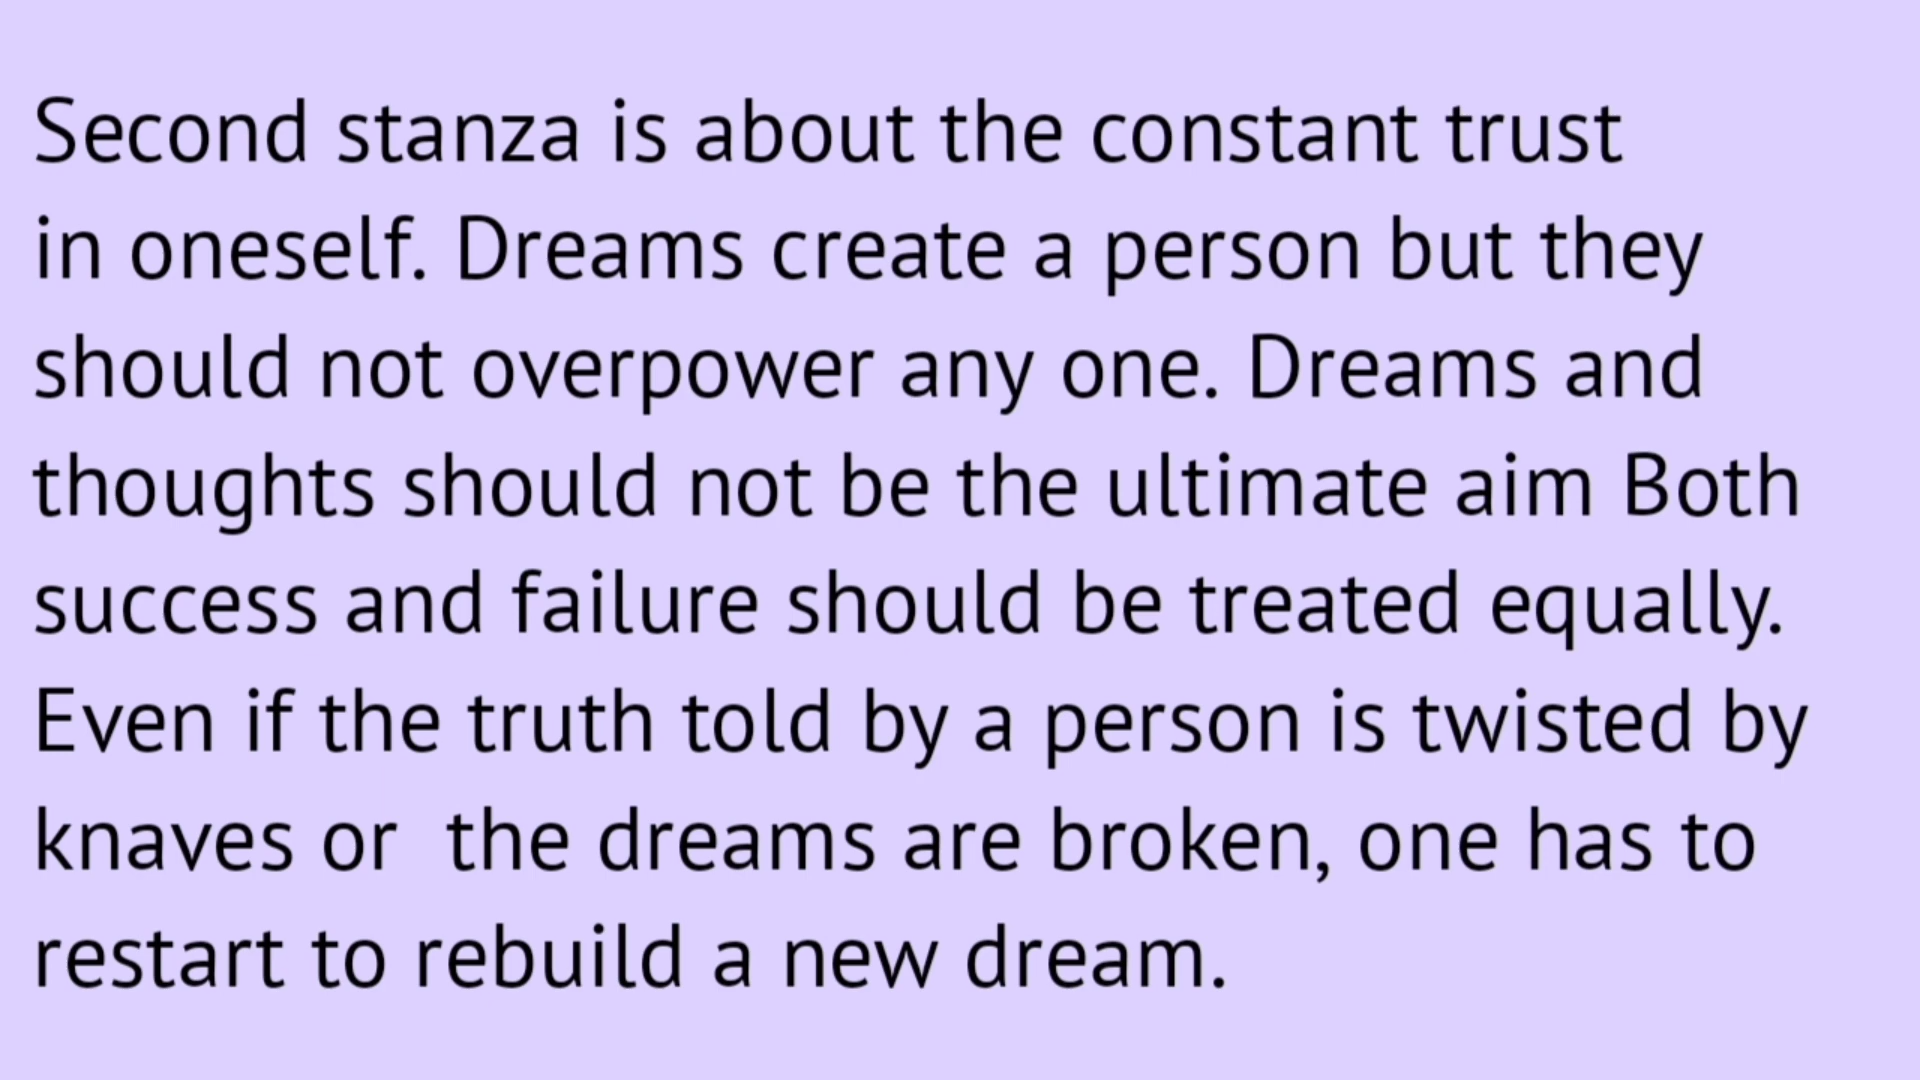 Second stanza is about the constant trust
in oneself. Dreams create a person but they
should not overpower any one. Dreams and
thoughts should not be the ultimate aim Both
success and failure should be treated equally.
Even if the truth told by a person is twisted by
knaves or  the dreams are broken, one has to
restart to rebuild a new dream.